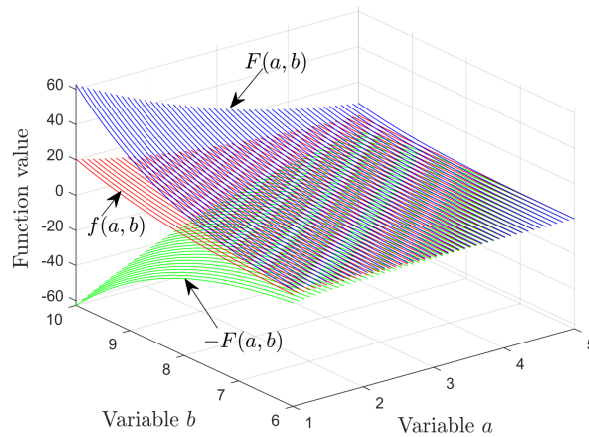 F(a, b)
60
40
20
0
-20
-40
-60
Function value
f(a, b)
−F(a, b)
10
9
8
7
6
Variable b
1
2
3
4
5
Variable a